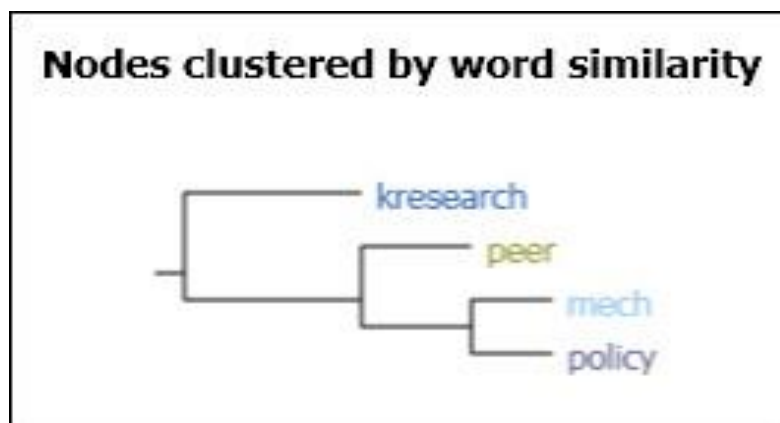 Nodes clustered by word similarity
kresearch
peer
mech
policy